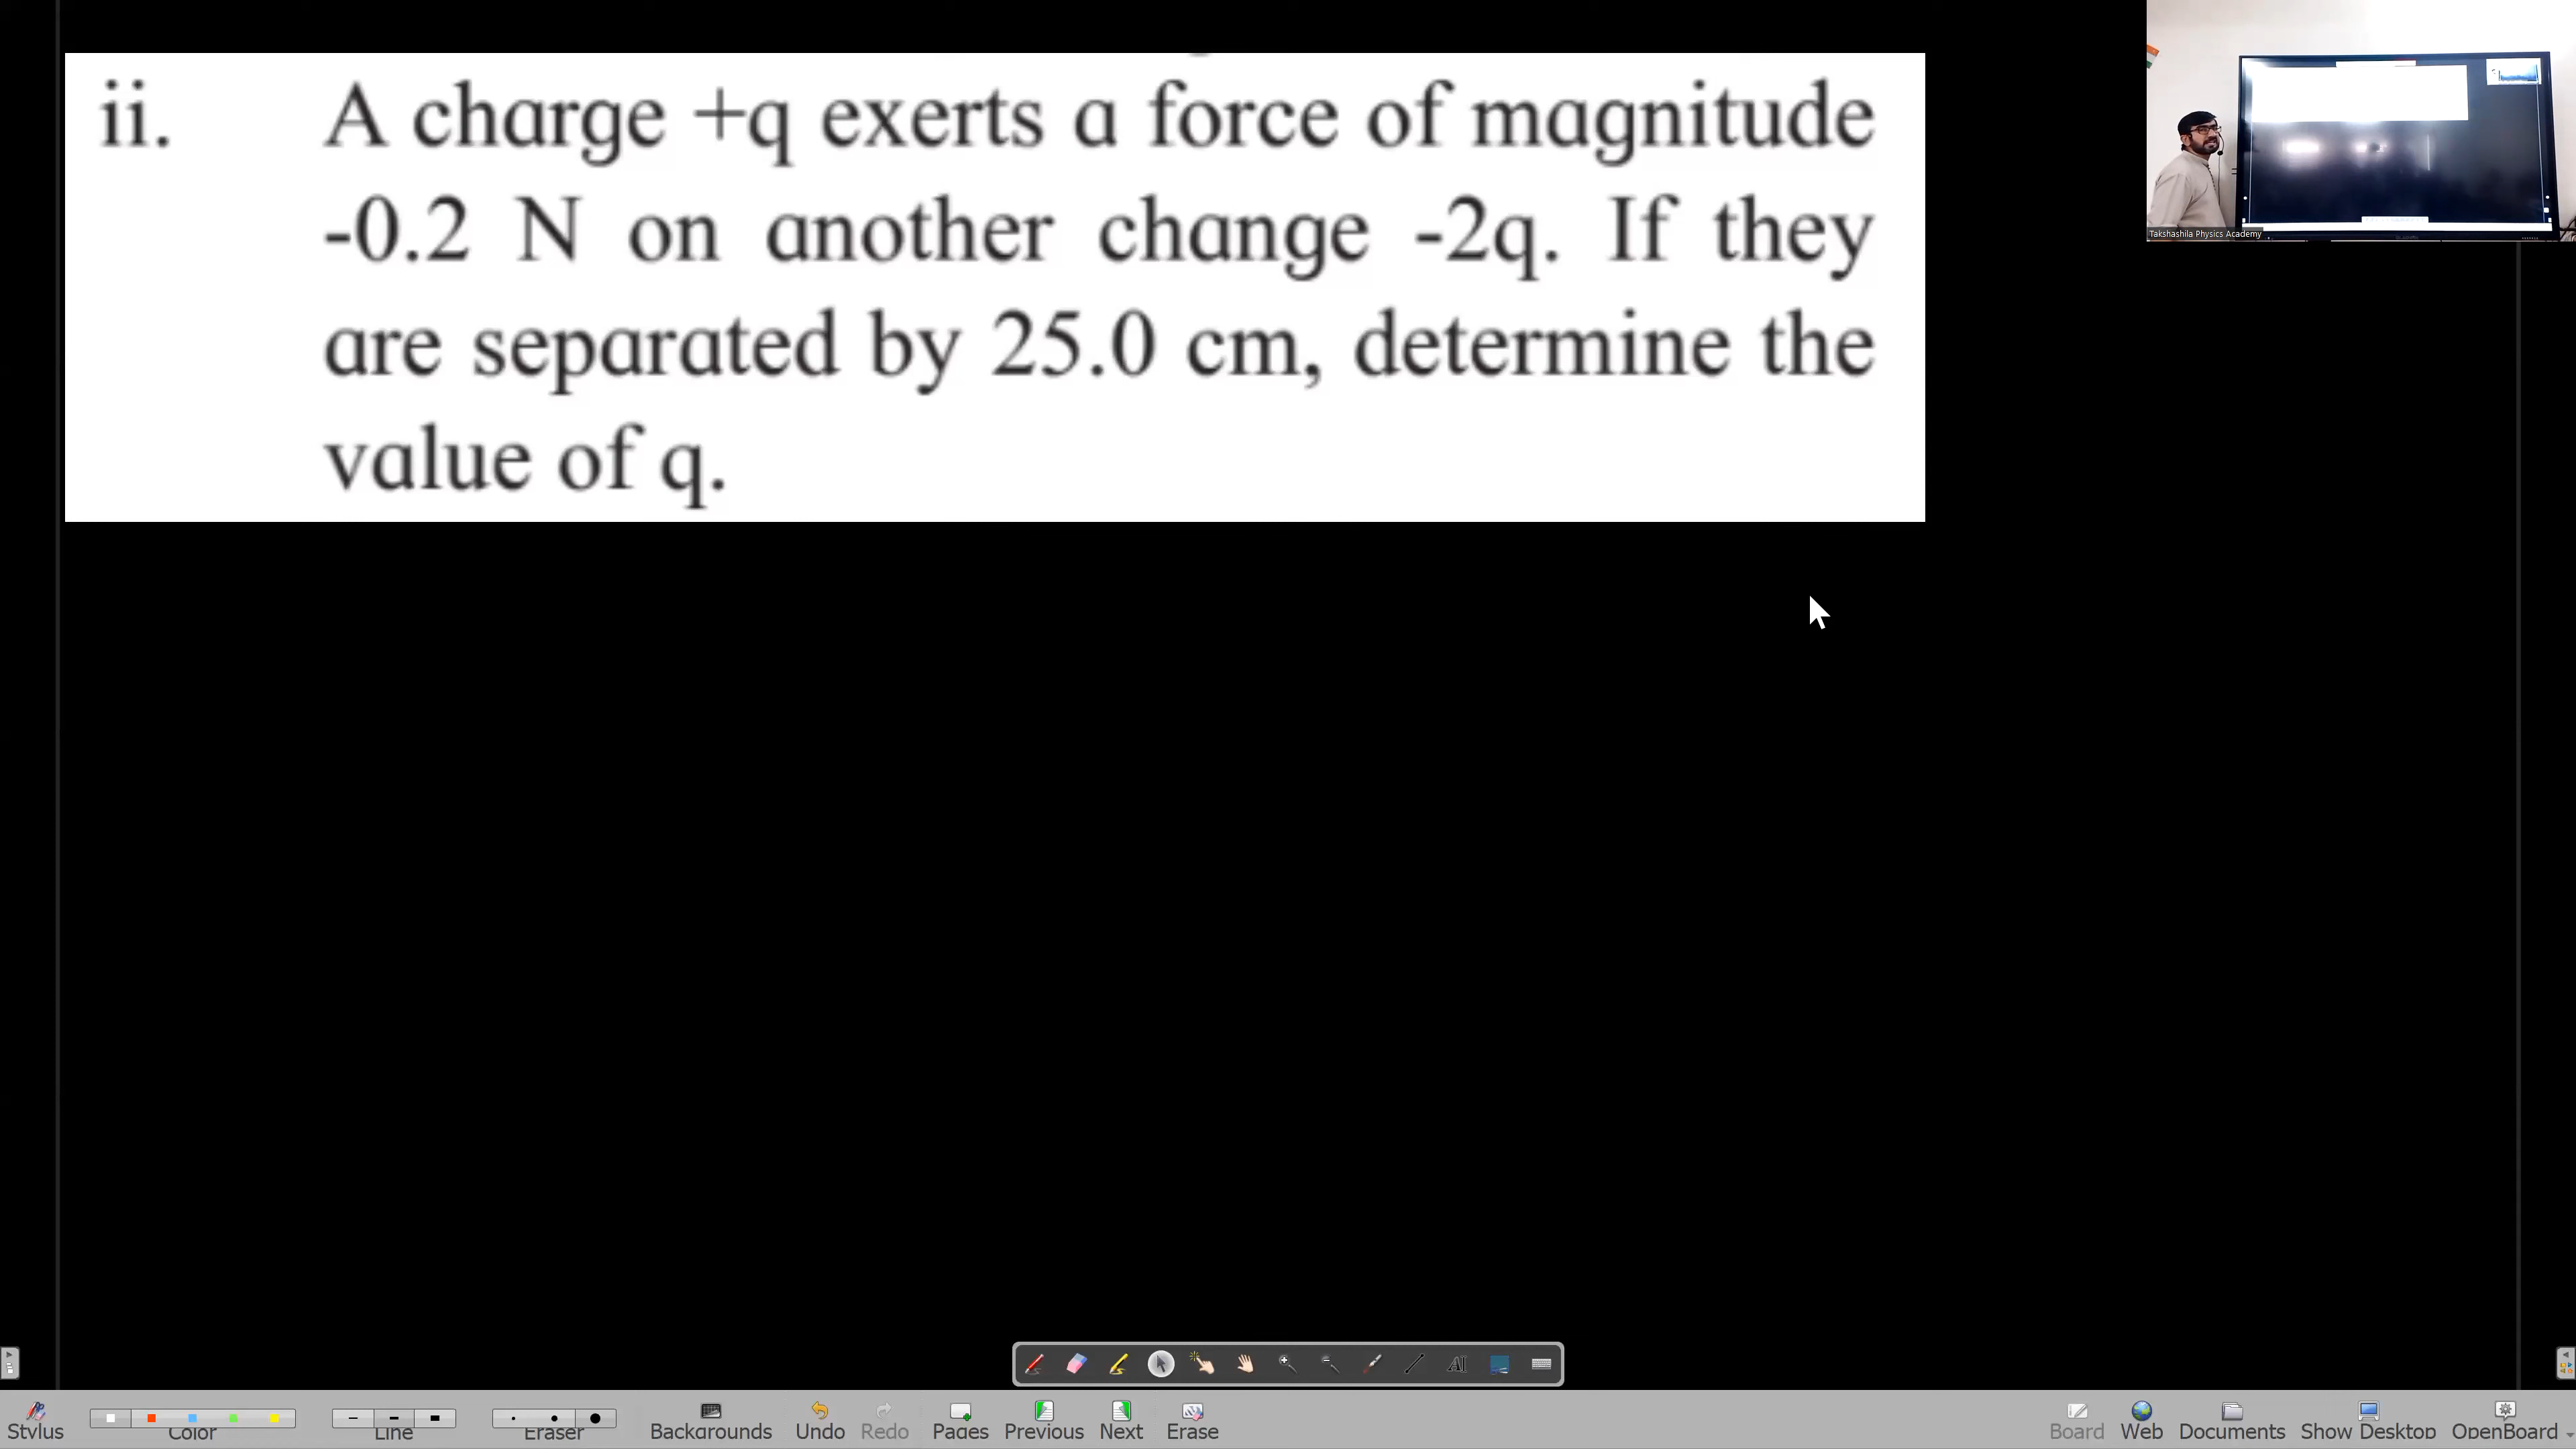 ii. A charge +q exerts a force of magnitude
-0.2 N on another change -2q. If they
are separated by 25.0 cm, determine the
value of q.
Takshashila Physics Academy
Stylus Color Line Eraser Backgrounds Undo Redo Pages Previous Next Erase Board Web Documents Show Desktop OpenBoard